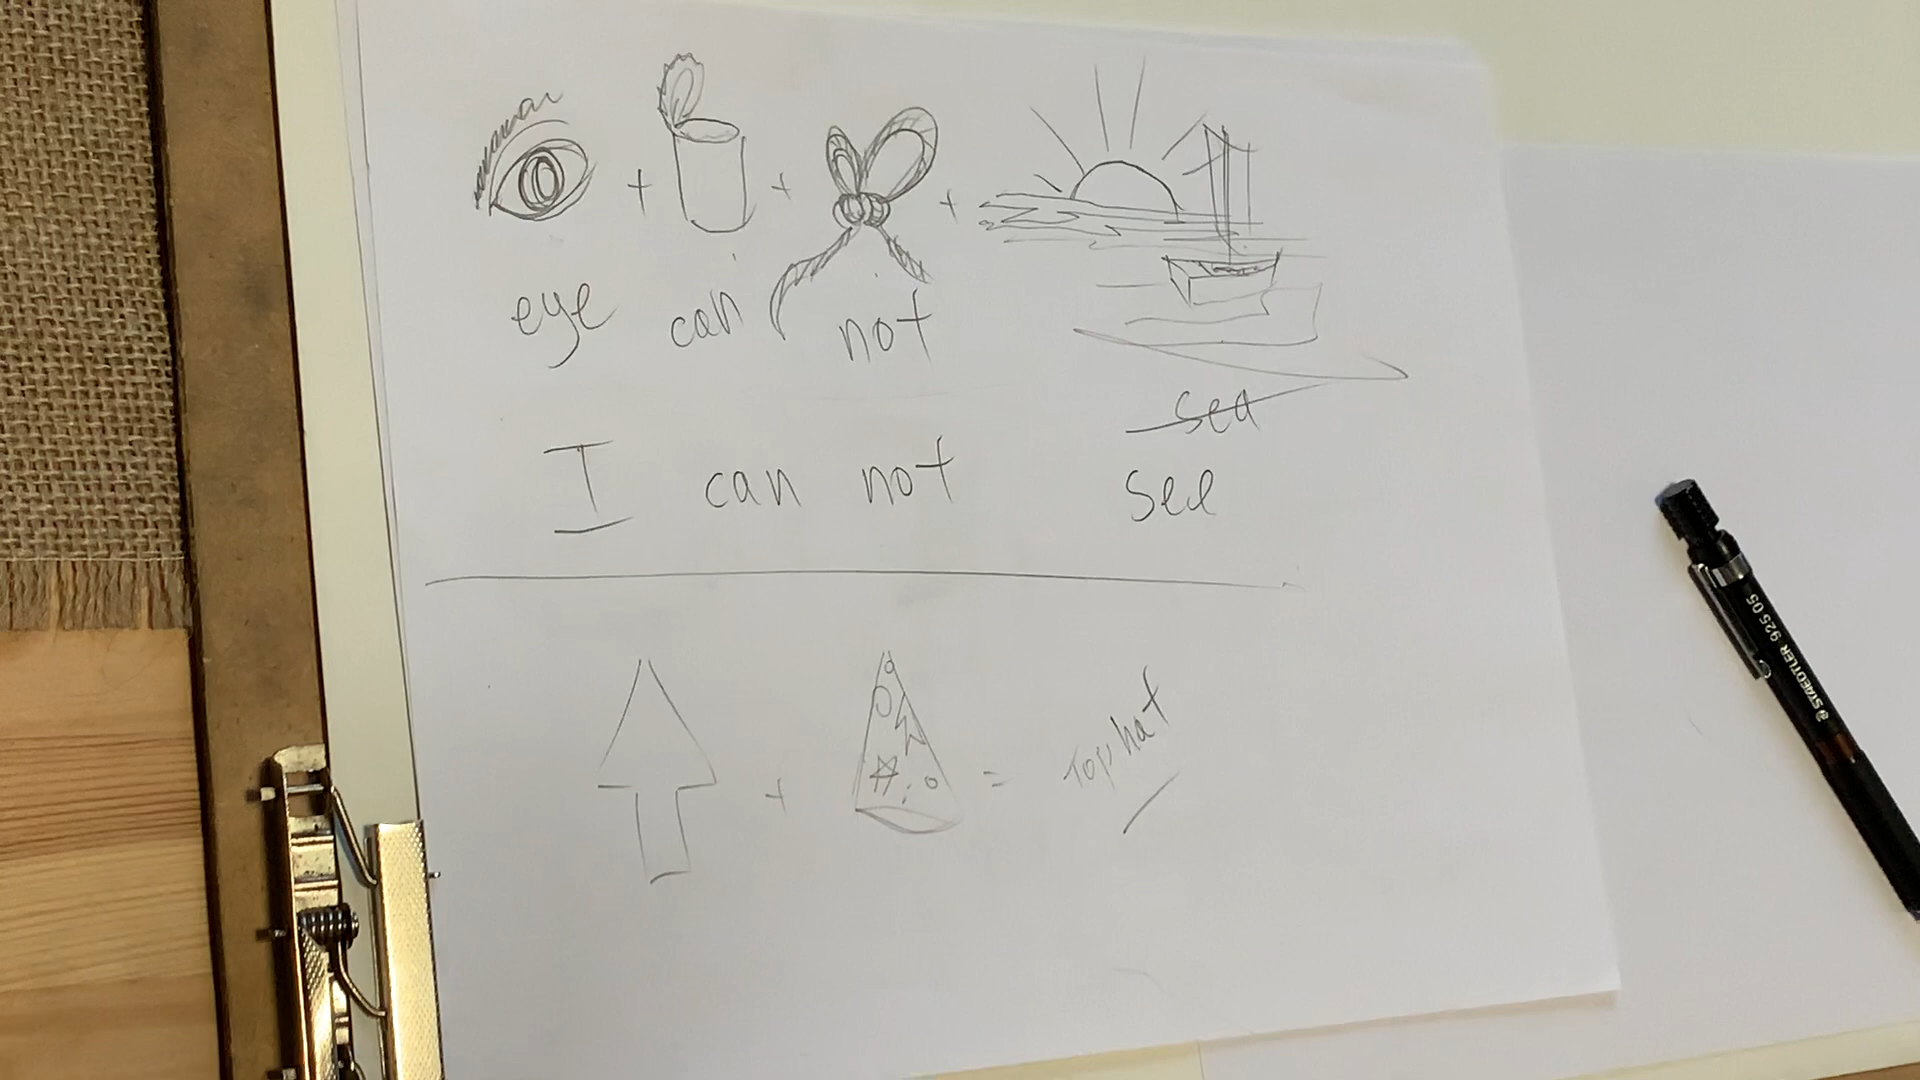 + + +
eye can not
sea
I can not see
+ = Top hat
STAEDTLER 925 05